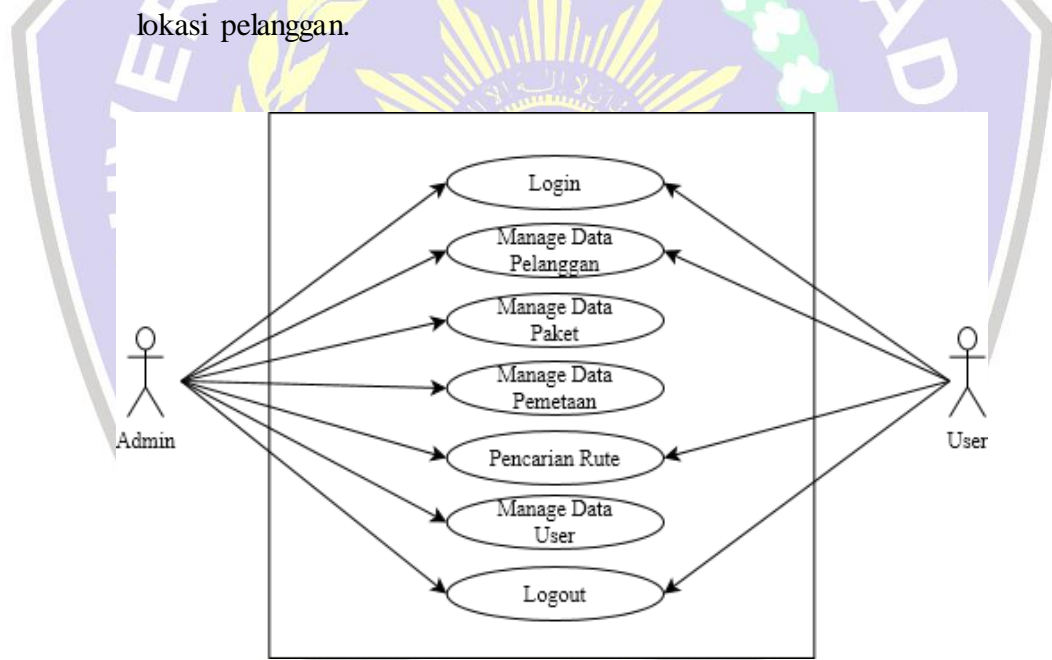 lokasi pelanggan.
Login
Manage Data
Pelanggan
Manage Data
Paket
Manage Data
Pemetaan
Admin
User
Pencarian Rute
Manage Data
User
Logout